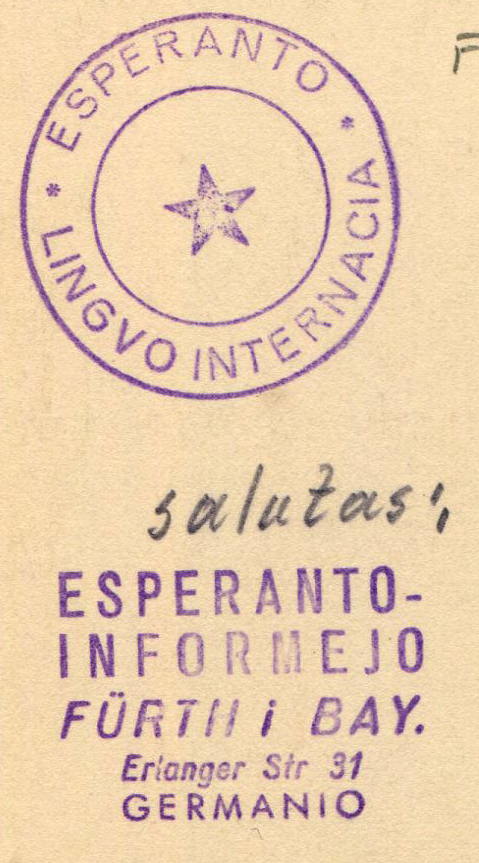 * ESPERANTO *
LINGVO INTERNACIA
salutas:
ESPERANTO-
INFORMEJO
FÜRTH i BAY.
Erlanger Str 31
GERMANIO